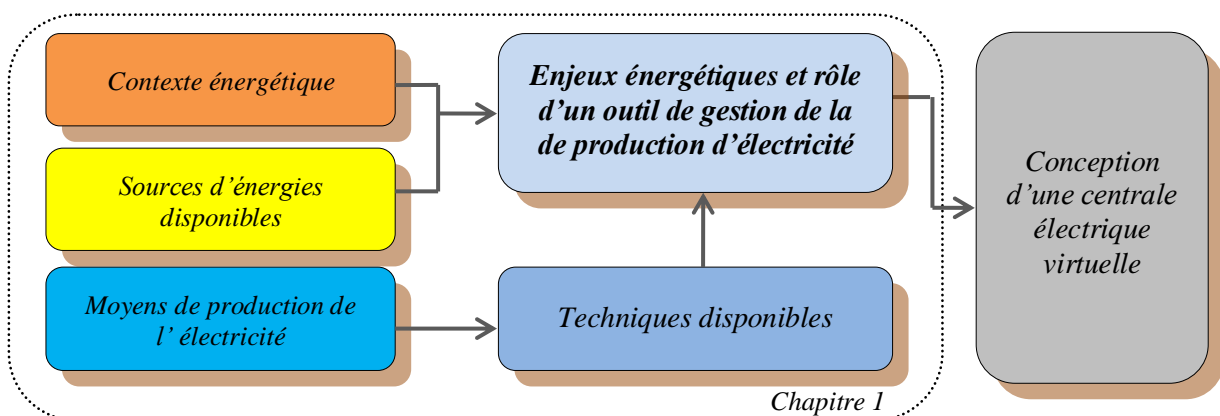 Contexte énergétique
Sources d'énergies
disponibles
Moyens de production de
l' électricité
Enjeux énergétiques et rôle
d'un outil de gestion de la
de production d'électricité
Techniques disponibles
Chapitre 1
Conception
d'une centrale
électrique
virtuelle